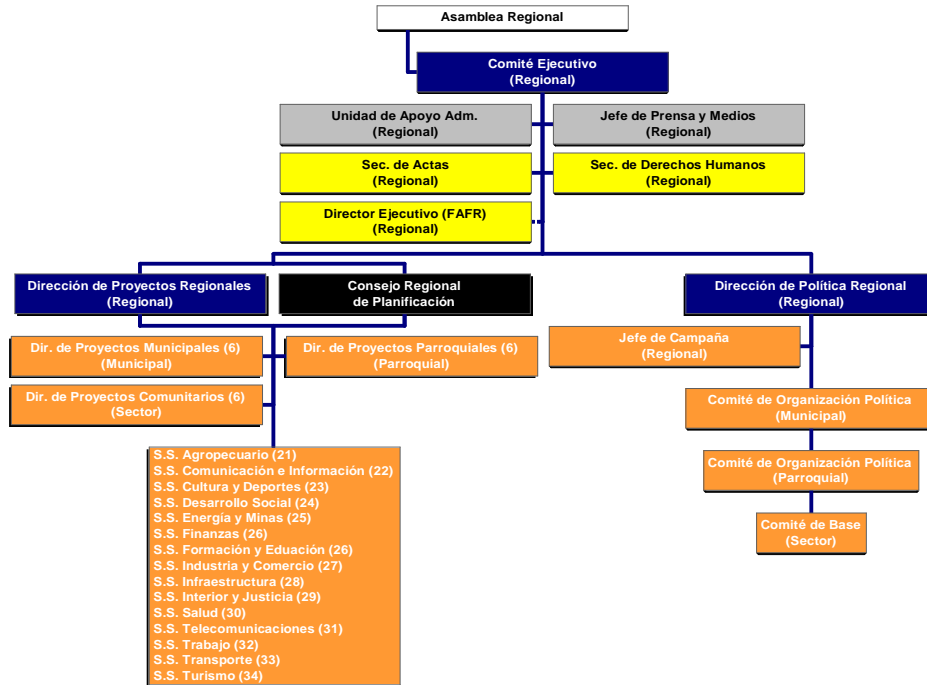 Asamblea Regional
Comité Ejecutivo
(Regional)
Unidad de Apoyo Adm.
(Regional)
Jefe de Prensa y Medios
(Regional)
Sec. de Actas
(Regional)
Sec. de Derechos Humanos
(Regional)
Director Ejecutivo (FAFR)
(Regional)
Dirección de Proyectos Regionales
(Regional)
Consejo Regional
de Planificación
Dirección de Política Regional
(Regional)
Dir. de Proyectos Municipales (6)
(Municipal)
Dir. de Proyectos Parroquiales (6)
(Parroquial)
Jefe de Campaña
(Regional)
Dir. de Proyectos Comunitarios (6)
(Sector)
Comité de Organización Política
(Municipal)
Comité de Organización Política
(Parroquial)
Comité de Base
(Sector)
S.S. Agropecuario (21)
S.S. Comunicación e Información (22)
S.S. Cultura y Deportes (23)
S.S. Desarrollo Social (24)
S.S. Energía y Minas (25)
S.S. Finanzas (26)
S.S. Formación y Eduación (26)
S.S. Industria y Comercio (27)
S.S. Infraestructura (28)
S.S. Interior y Justicia (29)
S.S. Salud (30)
S.S. Telecomunicaciones (31)
S.S. Trabajo (32)
S.S. Transporte (33)
S.S. Turismo (34)